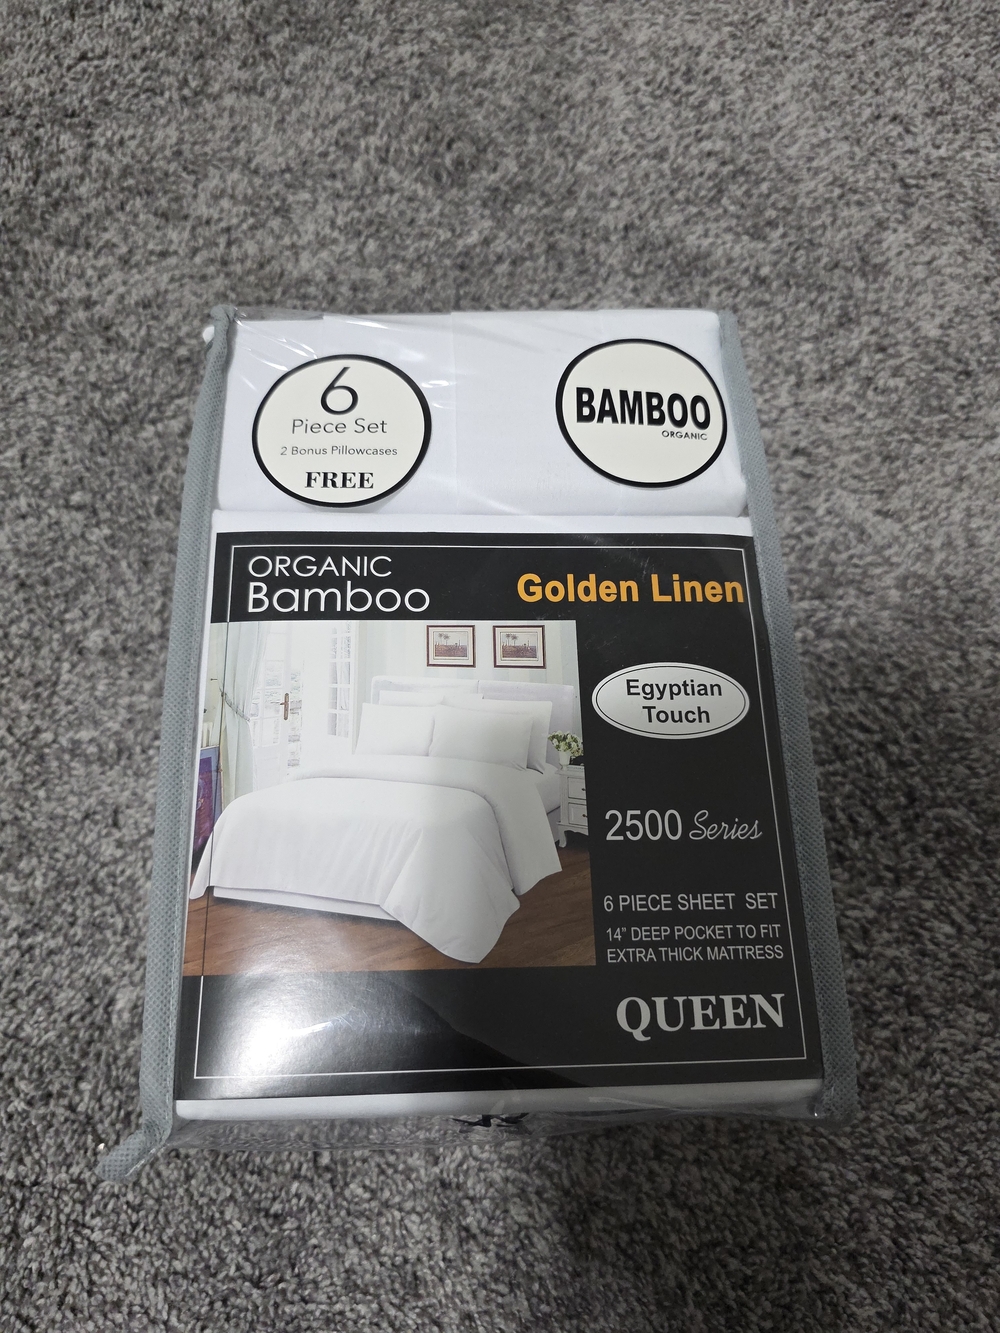 6
Piece Set
2 Bonus Pillowcases
FREE
BAMBOO
ORGANIC
ORGANIC
Bamboo
Golden Linen
Egyptian
Touch
2500 Series
6 PIECE SHEET SET
14" DEEP POCKET TO FIT
EXTRA THICK MATTRESS
QUEEN